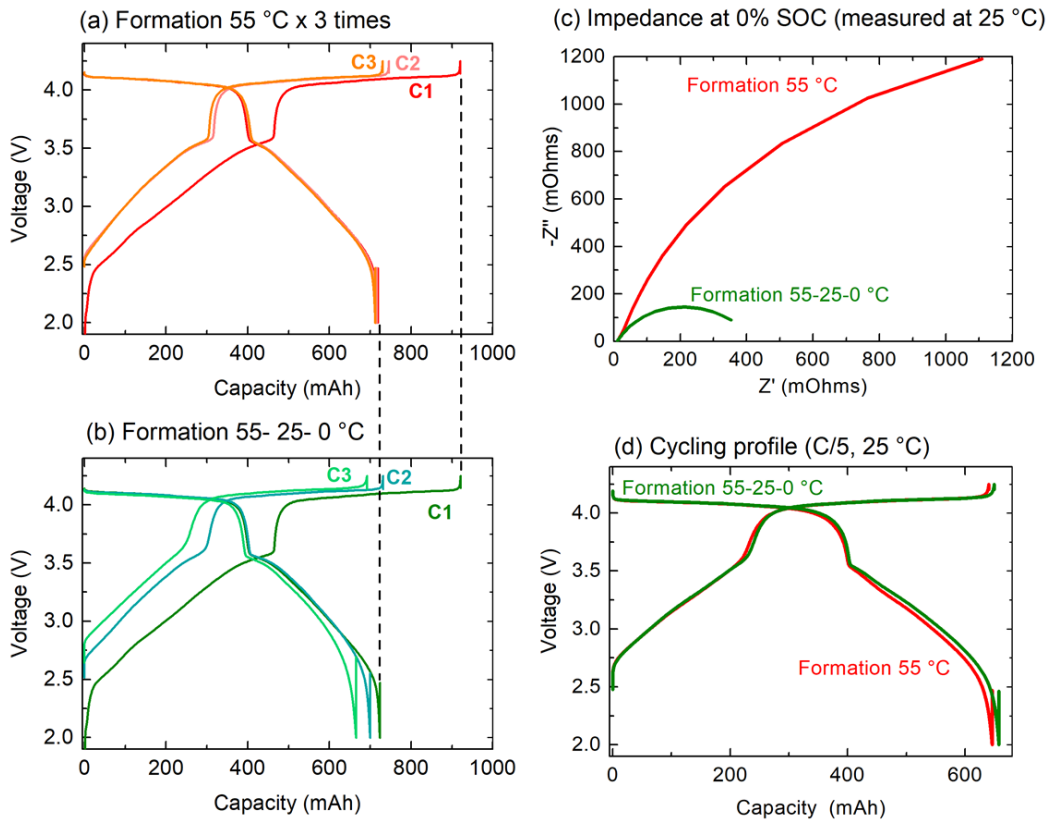 (a) Formation 55 °C x 3 times
C3
C2
C1
4.0
3.5
3.0
2.5
2.0
Voltage (V)
0 200 400 600 800 1000
Capacity (mAh)
(c) Impedance at 0% SOC (measured at 25 °C)
1200
1000
800
600
400
200
0
-Z'' (mOhms)
Formation 55 °C
Formation 55-25-0 °C
0 200 400 600 800 1000 1200
Z' (mOhms)
(b) Formation 55- 25- 0 °C
C3
C2
C1
4.0
3.5
3.0
2.5
2.0
Voltage (V)
0 200 400 600 800 1000
Capacity (mAh)
(d) Cycling profile (C/5, 25 °C)
Formation 55-25-0 °C
Formation 55 °C
4.0
3.5
3.0
2.5
2.0
Voltage (V)
0 200 400 600
Capacity (mAh)